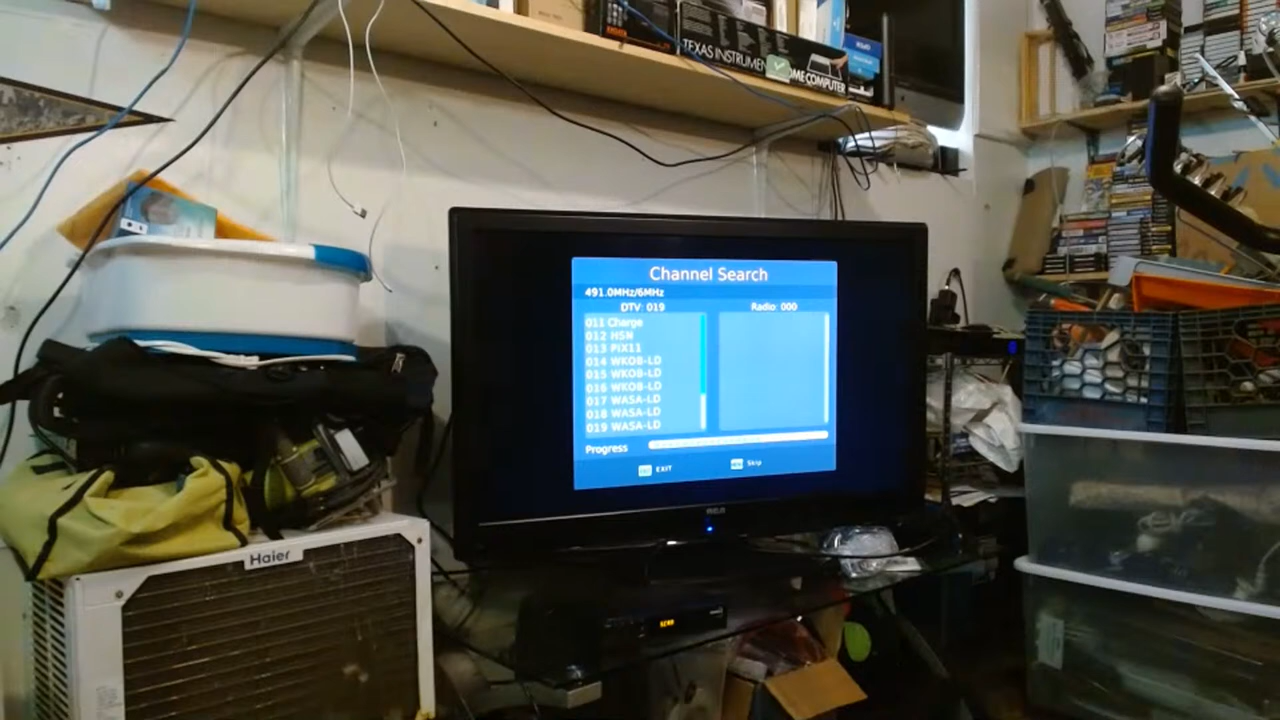 TEXAS INSTRUMEN OME COMPUTER
Channel Search
491.0MHz/6MHz
DTV: 019
Radio: 000
011 Charge
012 HSN
013 PIX11
014 WKOB-LD
015 WKOB-LD
016 WKOB-LD
017 WASA-LD
018 WASA-LD
019 WASA-LD
Progress
EXIT
Skip
RCA
Haier